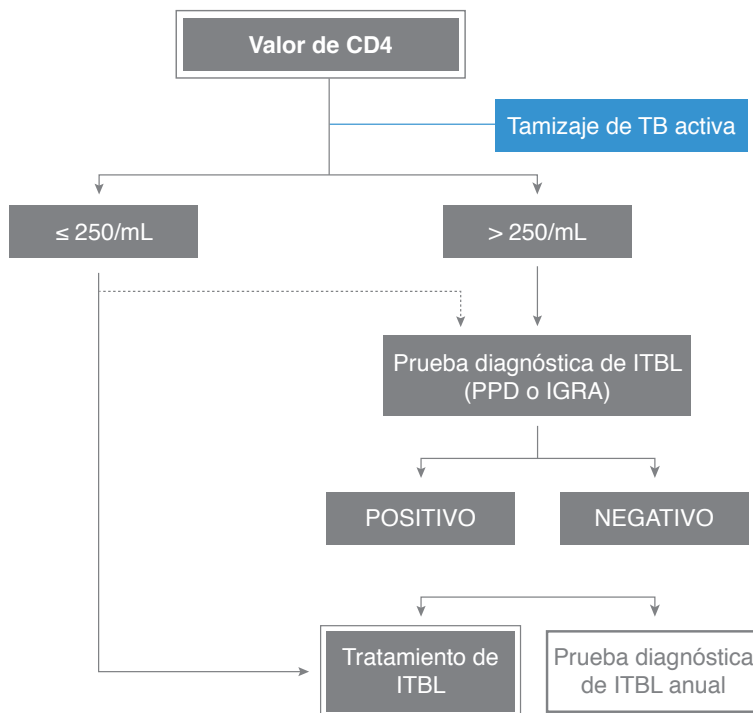 Valor de CD4
Tamizaje de TB activa
≤ 250/mL
> 250/mL
Prueba diagnóstica de ITBL
(PPD o IGRA)
POSITIVO
NEGATIVO
Tratamiento de
ITBL
Prueba diagnóstica
de ITBL anual